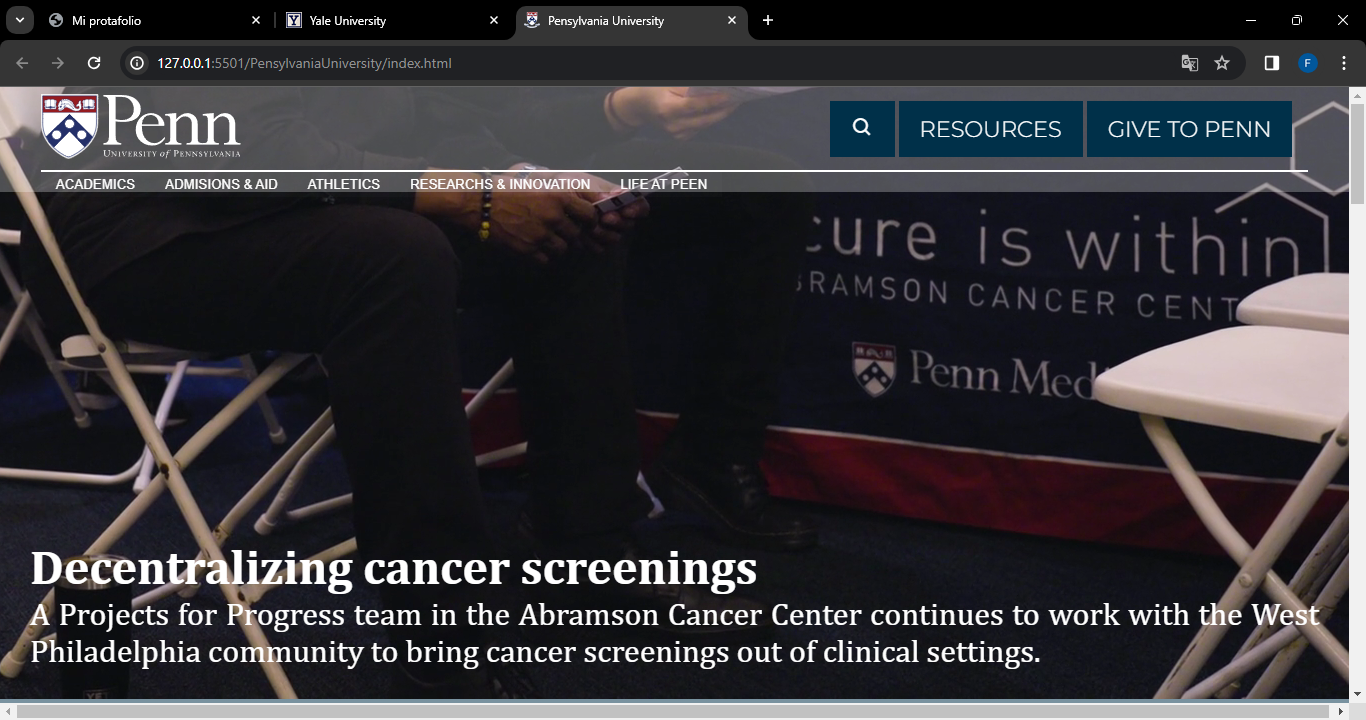 Mi protafolio
Yale University
Pensylvania University
127.0.0.1:5501/PensylvaniaUniversity/index.html
F
Penn
UNIVERSITY of PENNSYLVANIA
RESOURCES
GIVE TO PENN
ACADEMICS
ADMISIONS & AID
ATHLETICS
RESEARCHS & INNOVATION
LIFE AT PEEN
cure is within
BRAMSON CANCER CENT
Penn Medi
Decentralizing cancer screenings
A Projects for Progress team in the Abramson Cancer Center continues to work with the West
Philadelphia community to bring cancer screenings out of clinical settings.
YET